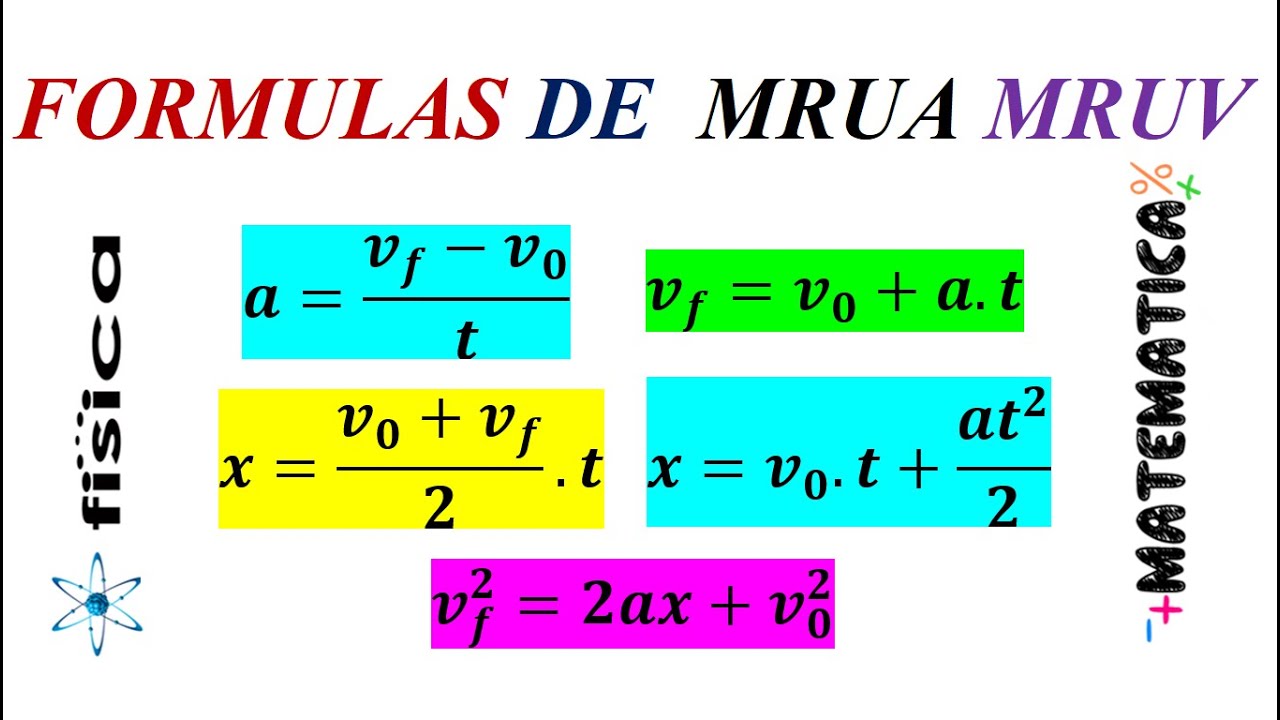 FORMULAS DE MRUA MRUV
fisica
a = \frac{v_f - v_0}{t}
v_f = v_0 + a.t
x = \frac{v_0 + v_f}{2} .t
x = v_0.t + \frac{at^2}{2}
v_f^2 = 2ax + v_0^2
-+MATEMATICA%+